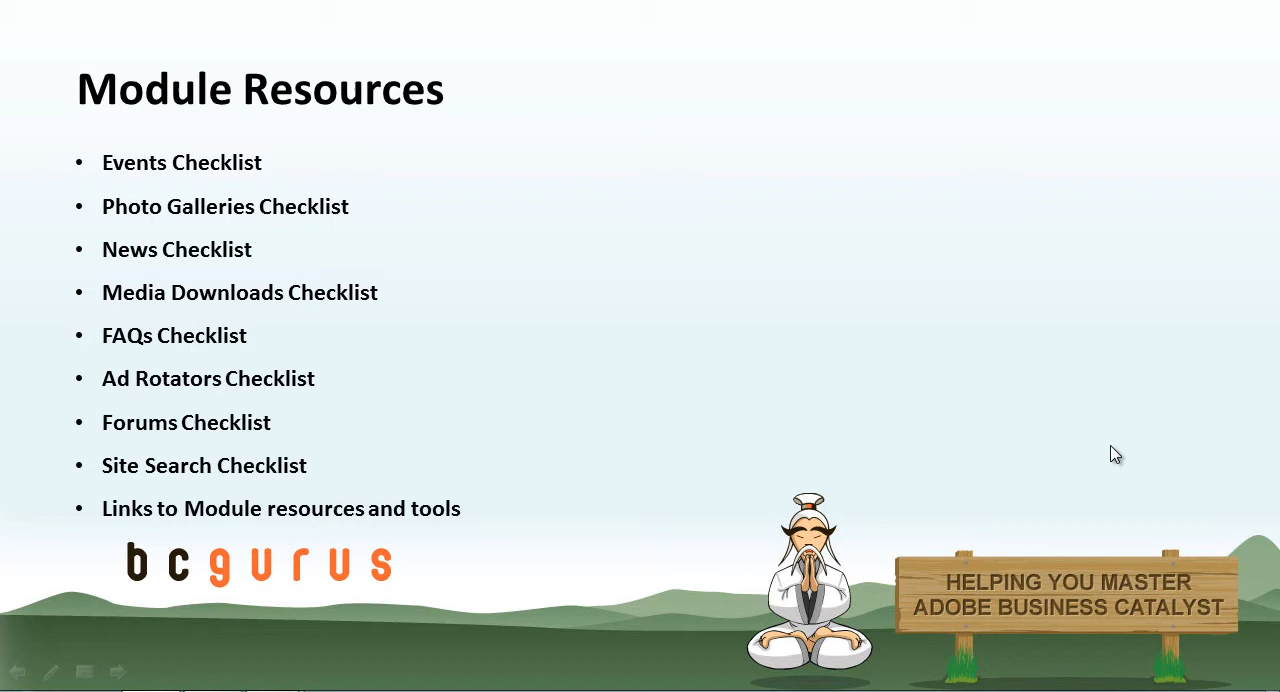 Module Resources
• Events Checklist
• Photo Galleries Checklist
• News Checklist
• Media Downloads Checklist
• FAQs Checklist
• Ad Rotators Checklist
• Forums Checklist
• Site Search Checklist
• Links to Module resources and tools
bcgurus
HELPING YOU MASTER
ADOBE BUSINESS CATALYST